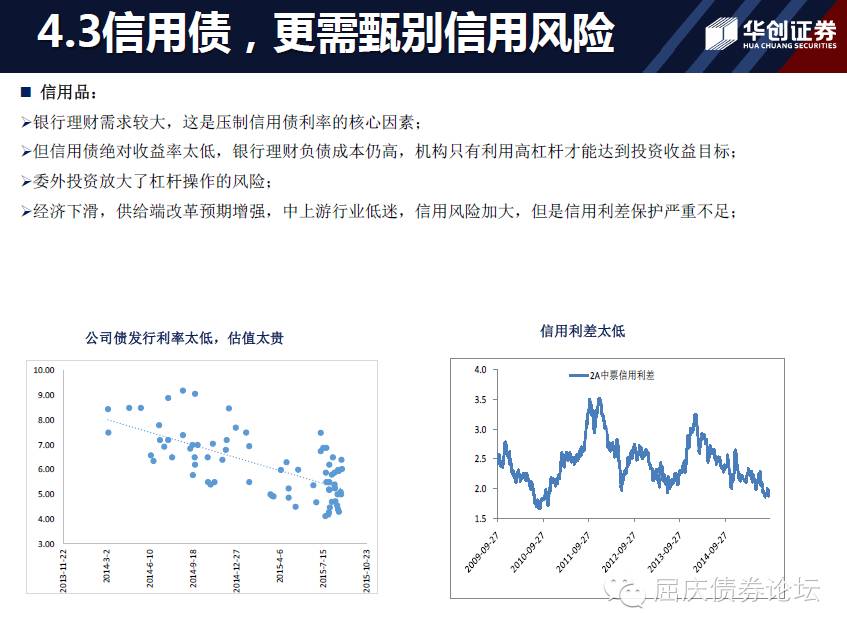 4.3信用债，更需甄别信用风险
华创证券
HUA CHUANG SECURITIES
■ 信用品：
➢银行理财需求较大，这是压制信用债利率的核心因素；
➢但信用债绝对收益率太低，银行理财负债成本仍高，机构只有利用高杠杆才能达到投资收益目标；
➢委外投资放大了杠杆操作的风险；
➢经济下滑，供给端改革预期增强，中上游行业低迷，信用风险加大，但是信用利差保护严重不足；
公司债发行利率太低，估值太贵
10.00
9.00
8.00
7.00
6.00
5.00
4.00
3.00
2013-11-22
2014-3-2
2014-6-10
2014-9-18
2014-12-27
2015-4-6
2015-7-15
2015-10-23
信用利差太低
2A中票信用利差
4.0
3.5
3.0
2.5
2.0
1.5
2009-09-27
2010-09-27
2011-09-27
2012-09-27
2013-09-27
2014-09-27
屈庆债券论坛